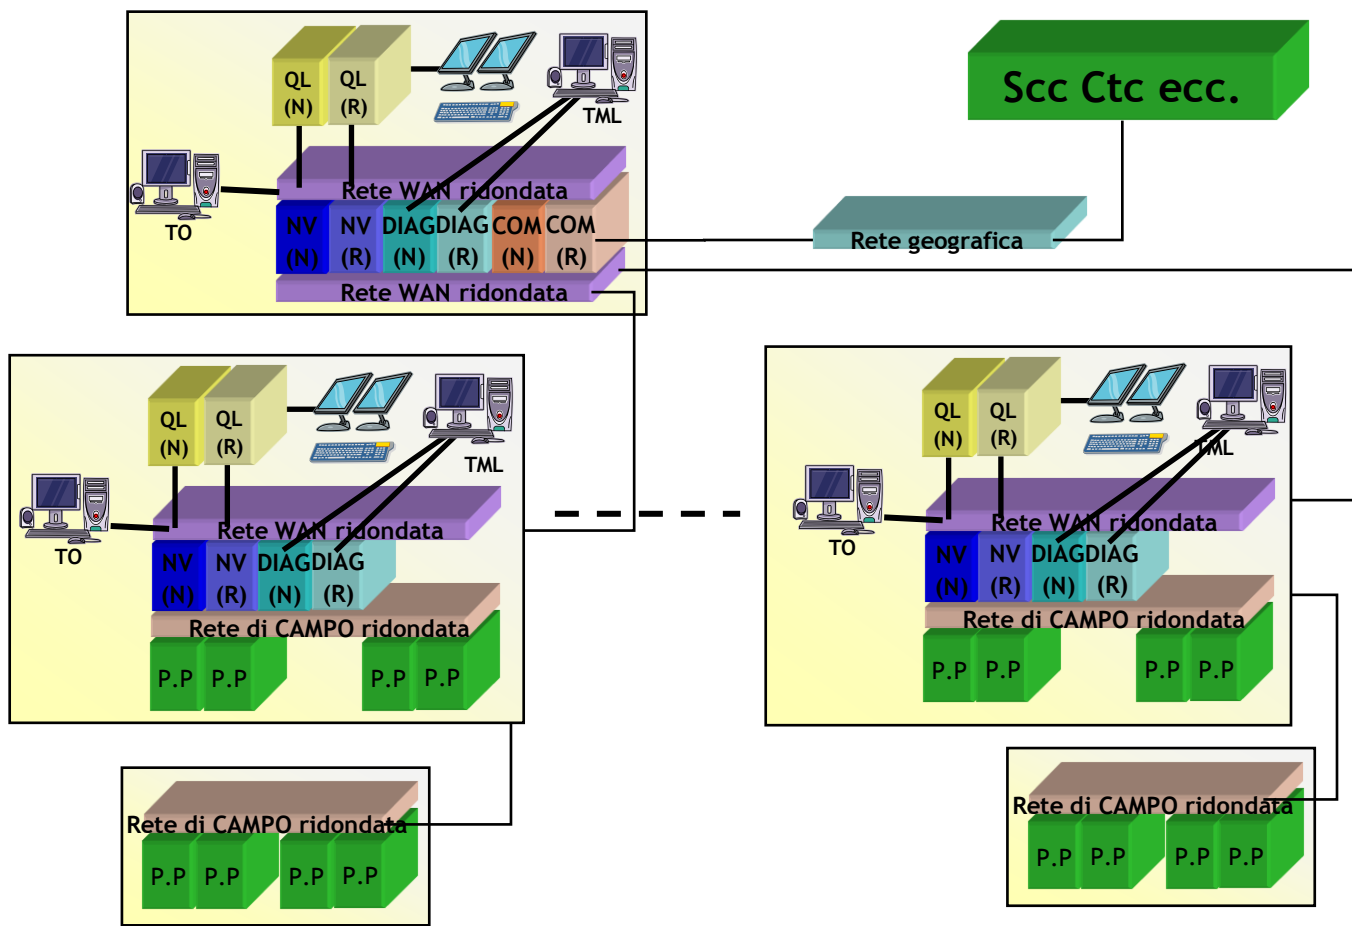 QL QL
(N) (R)
TML
Scc Ctc ecc.
TO
Rete WAN ridondata
NV NV DIAG DIAG COM COM
(N) (R) (N) (R) (N) (R)
Rete geografica
Rete WAN ridondata
QL QL
(N) (R)
TML
TO
Rete WAN ridondata
NV NV DIAG DIAG
(N) (R) (N) (R)
Rete di CAMPO ridondata
P.P P.P P.P P.P
Rete di CAMPO ridondata
P.P P.P P.P P.P
QL QL
(N) (R)
TML
TO
Rete WAN ridondata
NV NV DIAG DIAG
(N) (R) (N) (R)
Rete di CAMPO ridondata
P.P P.P P.P P.P
Rete di CAMPO ridondata
P.P P.P P.P P.P